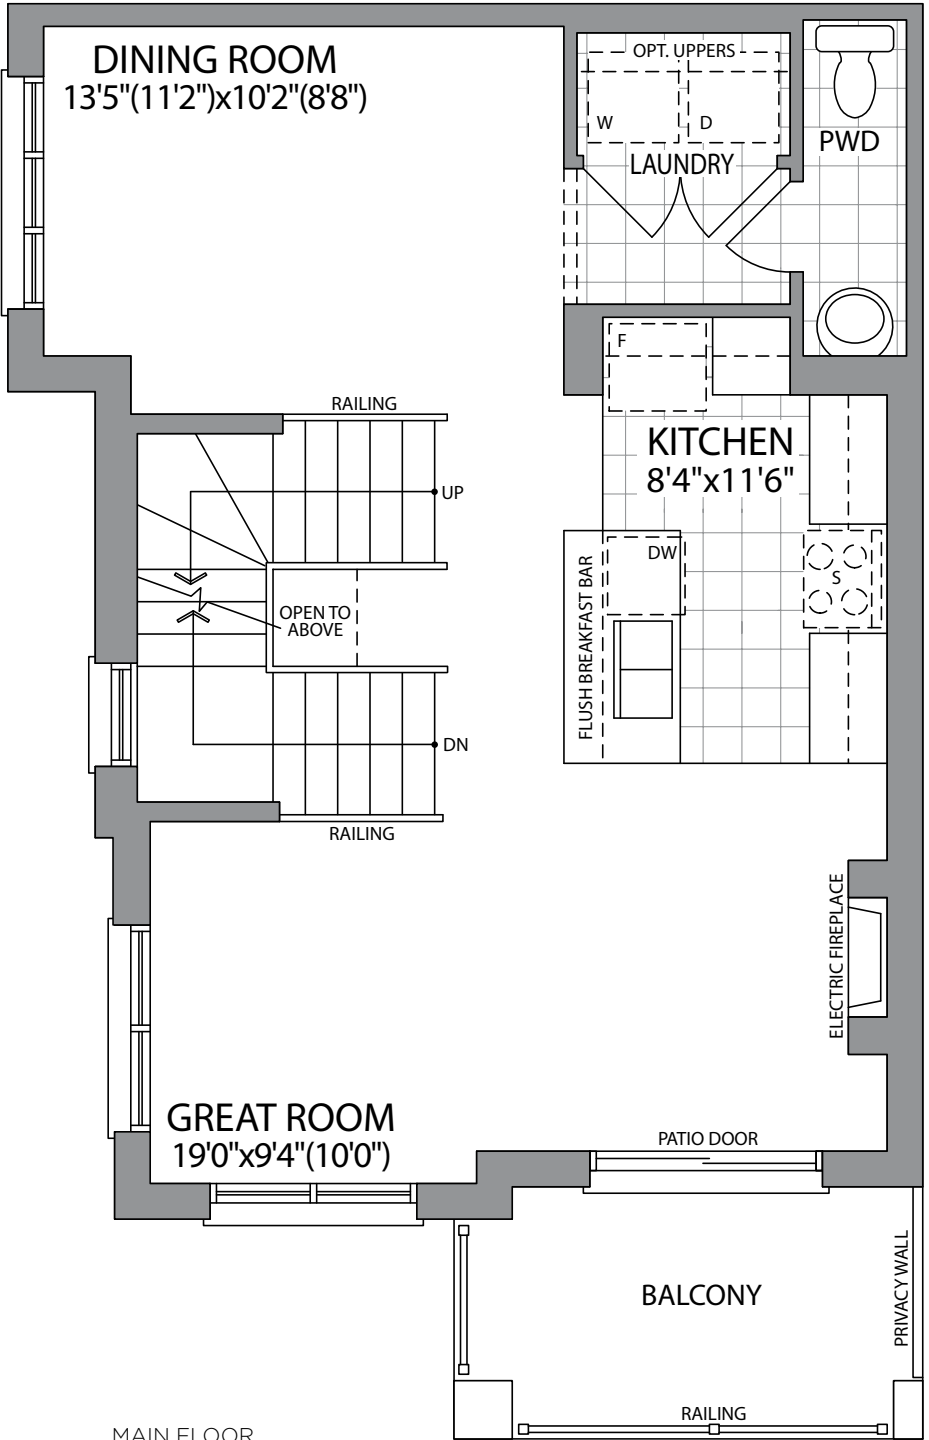 DINING ROOM
13'5"(11'2")x10'2"(8'8")
OPT. UPPERS
W
D
LAUNDRY
PWD
F
RAILING
KITCHEN
8'4"x11'6"
UP
FLUSH BREAKFAST BAR
DW
S
OPEN TO
ABOVE
DN
RAILING
ELECTRIC FIREPLACE
GREAT ROOM
19'0"x9'4"(10'0")
PATIO DOOR
BALCONY
PRIVACY WALL
RAILING
MAIN FLOOR